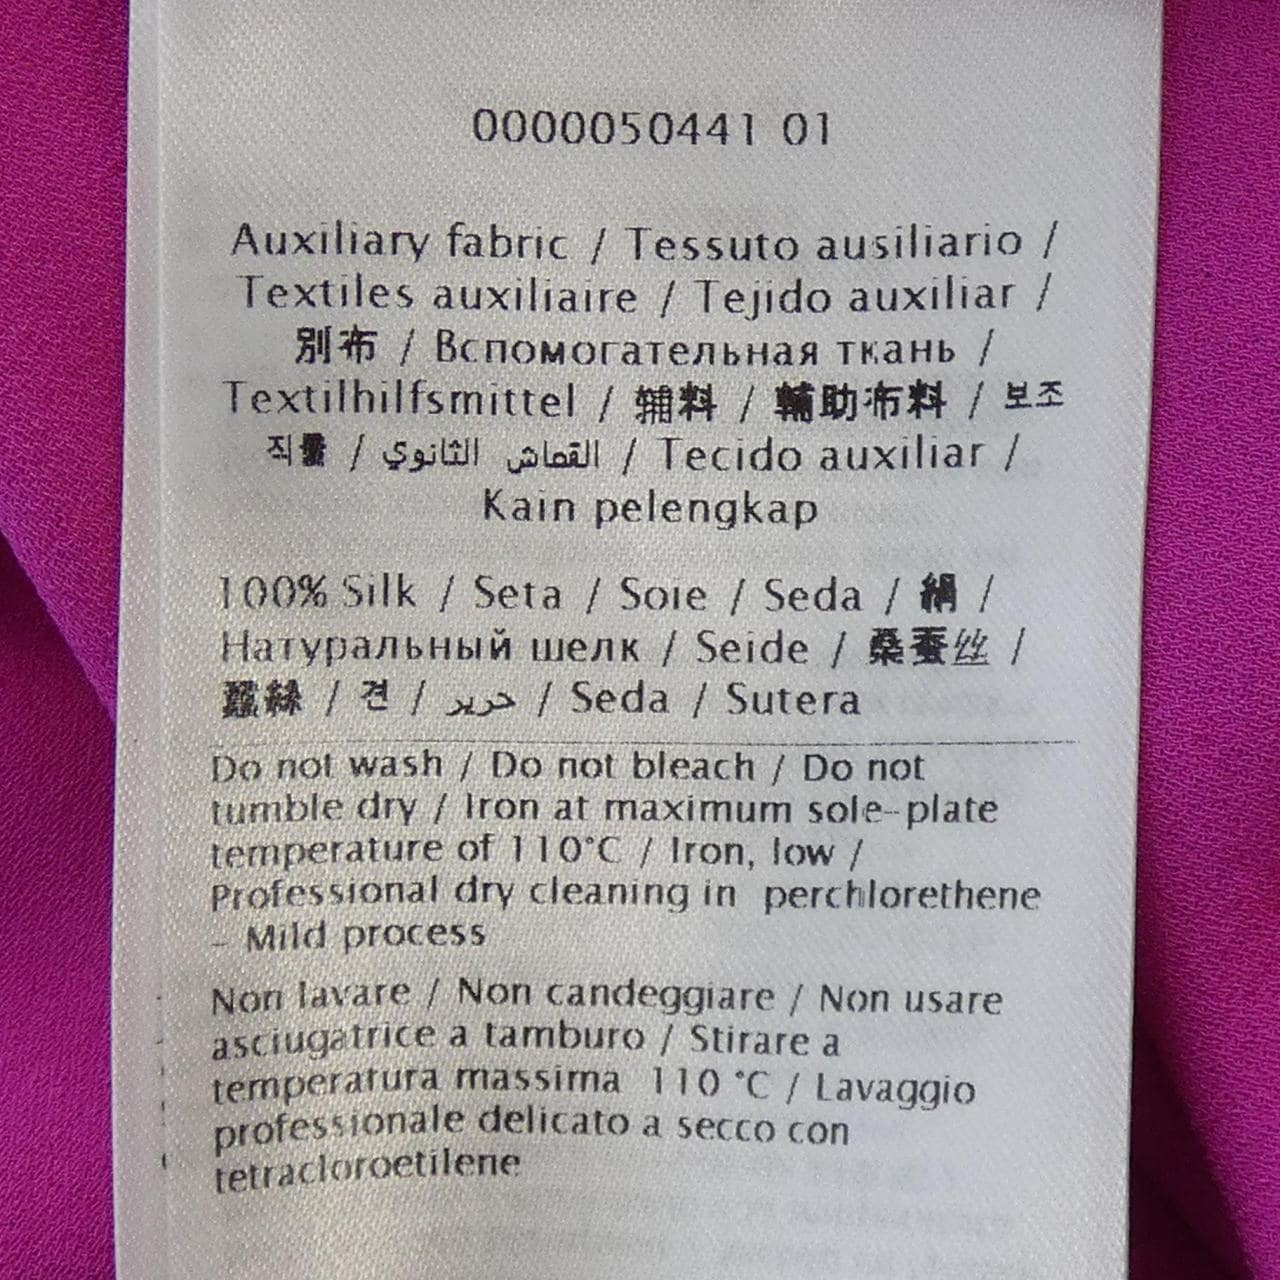 0000050441 01
Auxiliary fabric / Tessuto ausiliario /
Textiles auxiliaire / Tejido auxiliar /
別布 / Вспомогательная ткань /
Textilhilfsmittel / 辅料 / 輔助布料 / 보조
직물 / القماش الثانوي / Tecido auxiliar /
Kain pelengkap
100% Silk / Seta / Soie / Seda / 絹 /
Натуральный шелк / Seide / 桑蚕丝 /
蠶絲 / 견 / حرير / Seda / Sutera
Do not wash / Do not bleach / Do not
tumble dry / Iron at maximum sole-plate
temperature of 110°C / Iron, low /
Professional dry cleaning in perchlorethene
- Mild process
Non lavare / Non candeggiare / Non usare
asciugatrice a tamburo / Stirare a
temperatura massima 110 °C / Lavaggio
professionale delicato a secco con
tetracloroetilene